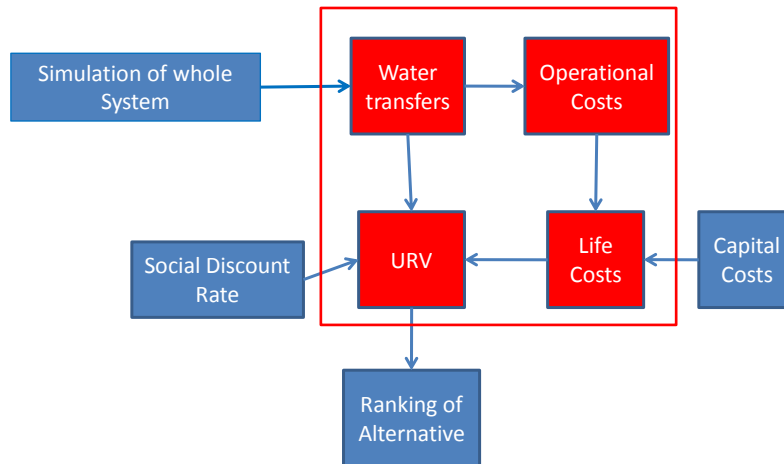 Simulation of whole
System
Water
transfers
Operational
Costs
Social Discount
Rate
URV
Life
Costs
Capital
Costs
Ranking of
Alternative